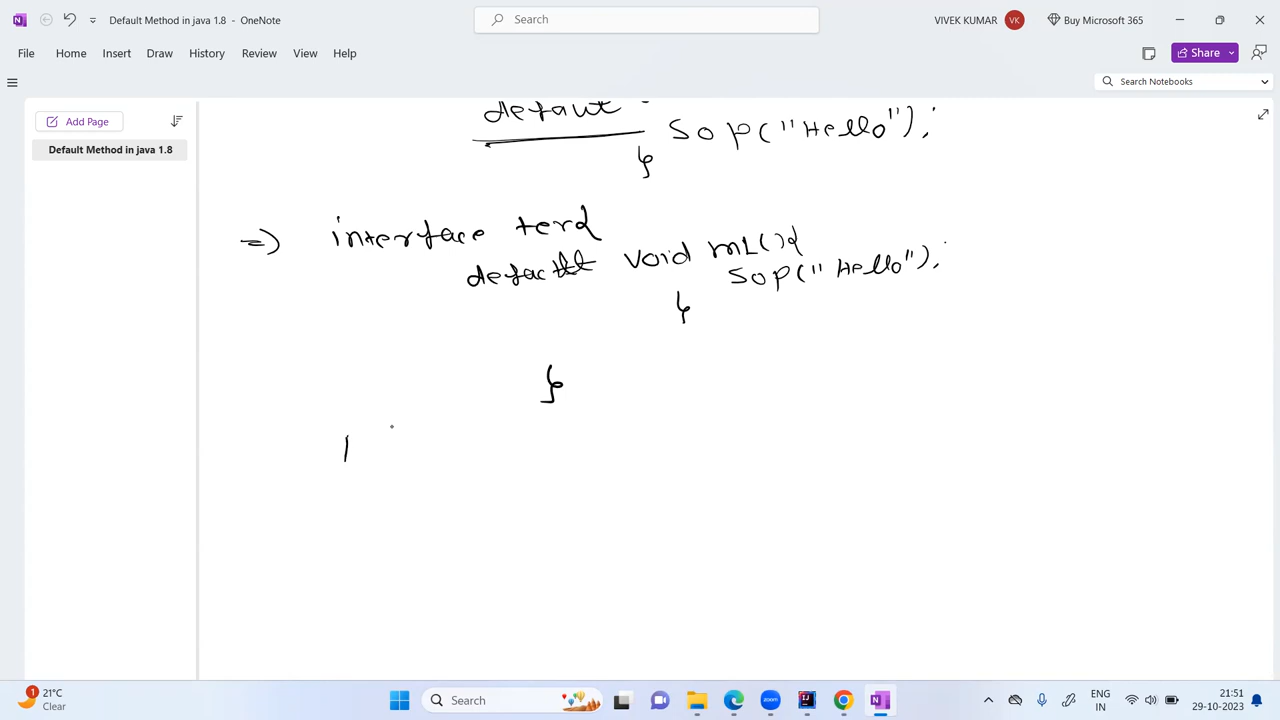 Default Method in java 1.8 - OneNote
Search
VIVEK KUMAR
VK
Buy Microsoft 365
File Home Insert Draw History Review View Help
Share
Search Notebooks
Add Page
Default Method in java 1.8
default
Sop("Hello");
}
=> interface
default void m1(){
Sop("Hello");
}
}
1
21°C
Clear
Search
zoom
ENG
IN
21:51
29-10-2023